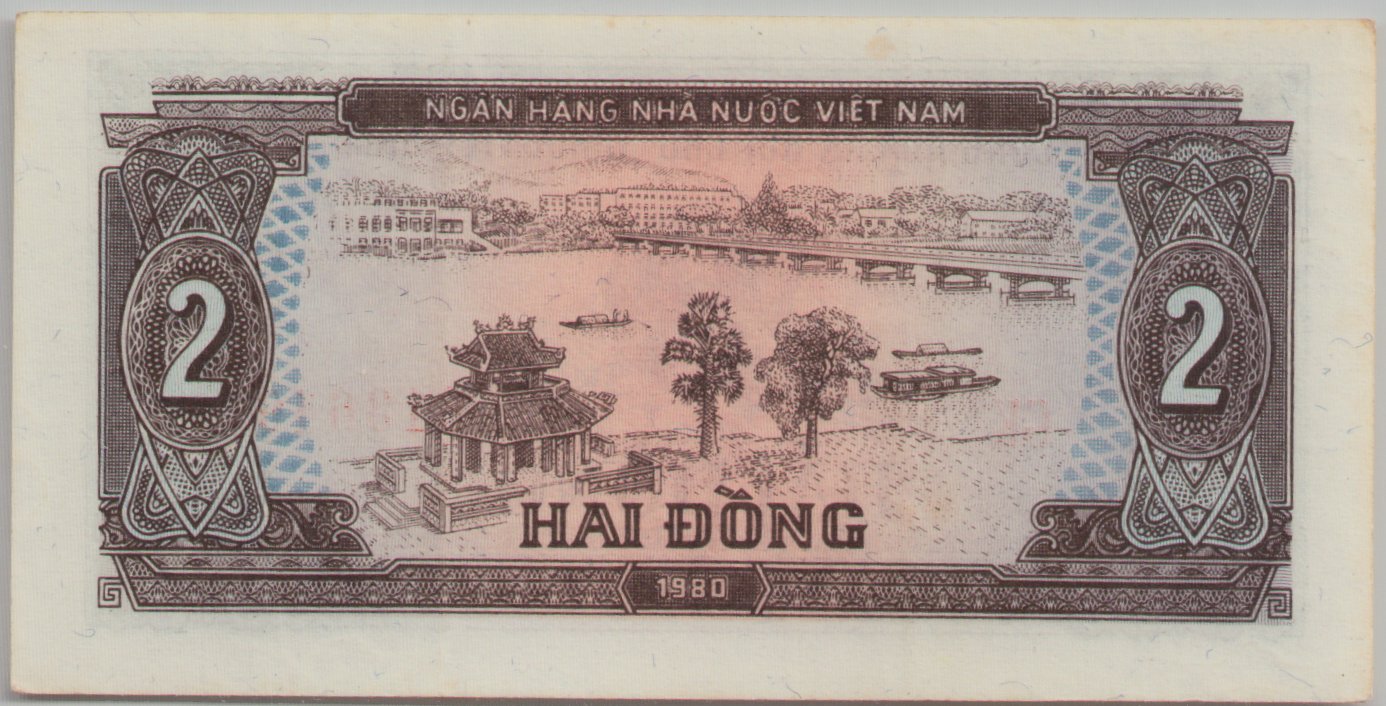 NGÂN HÀNG NHÀ NƯỚC VIỆT NAM
2 2
HAI ĐỒNG
1980